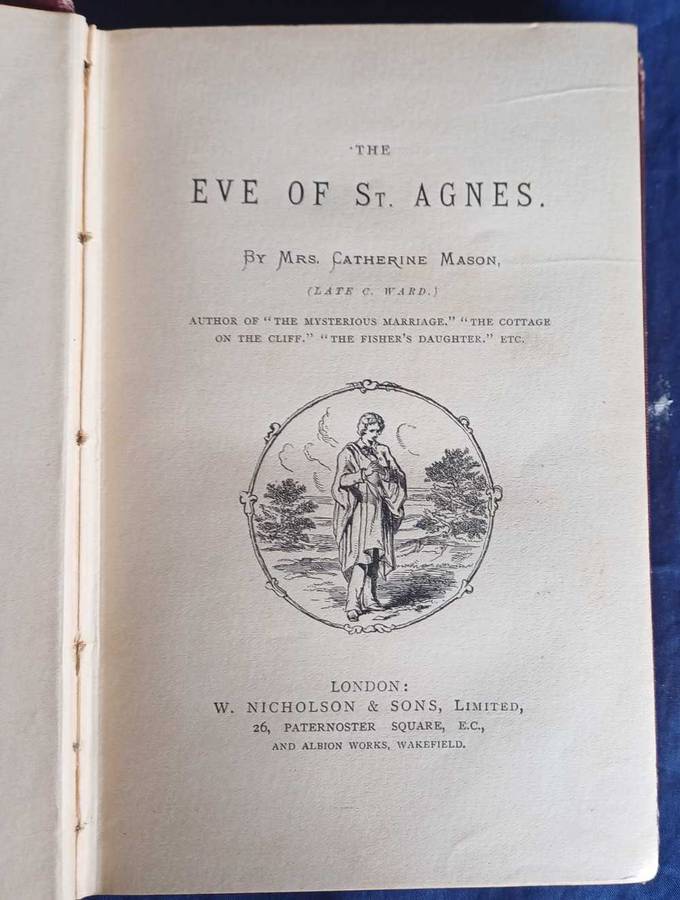 THE
EVE OF ST. AGNES.
BY MRS. CATHERINE MASON,
(LATE C. WARD.)
AUTHOR OF "THE MYSTERIOUS MARRIAGE." "THE COTTAGE
ON THE CLIFF." "THE FISHER'S DAUGHTER." ETC.
LONDON:
W. NICHOLSON & SONS, LIMITED,
26, PATERNOSTER SQUARE, E.C.,
AND ALBION WORKS, WAKEFIELD.